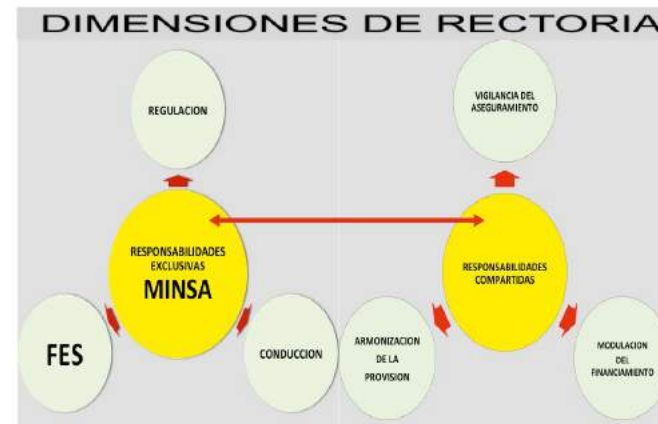 DIMENSIONES DE RECTORIA
REGULACION
VIGILANCIA DEL
ASEGURAMIENTO
RESPONSABILIDADES
EXCLUSIVAS
MINSA
RESPONSABILIDADES
COMPARTIDAS
FES
CONDUCCION
ARMONIZACION
DE LA
PROVISION
MODULACION
DEL
FINANCIAMIENTO